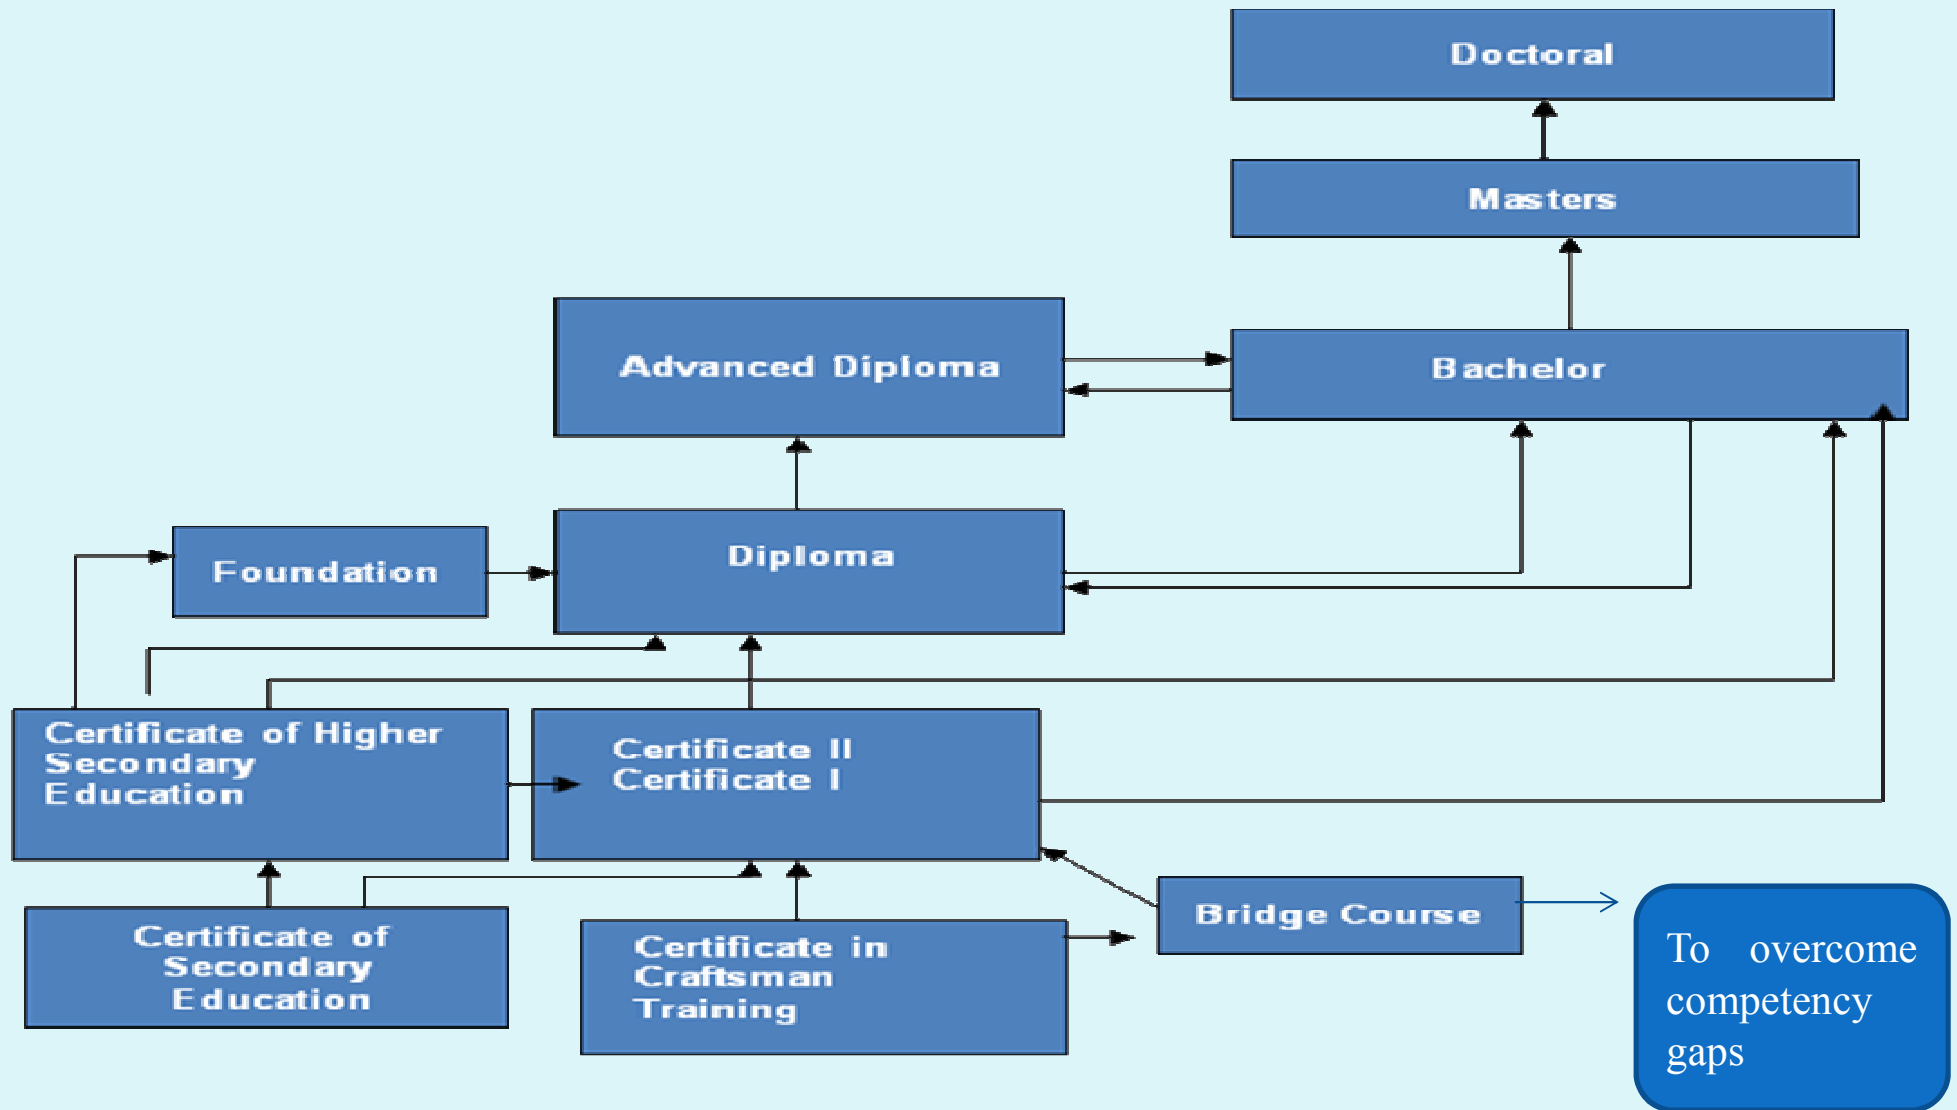 Doctoral
Masters
Advanced Diploma
Bachelor
Foundation
Diploma
Certificate of Higher
Secondary
Education
Certificate II
Certificate I
Certificate of
Secondary
Education
Certificate in
Craftsman
Training
Bridge Course
To overcome
competency
gaps